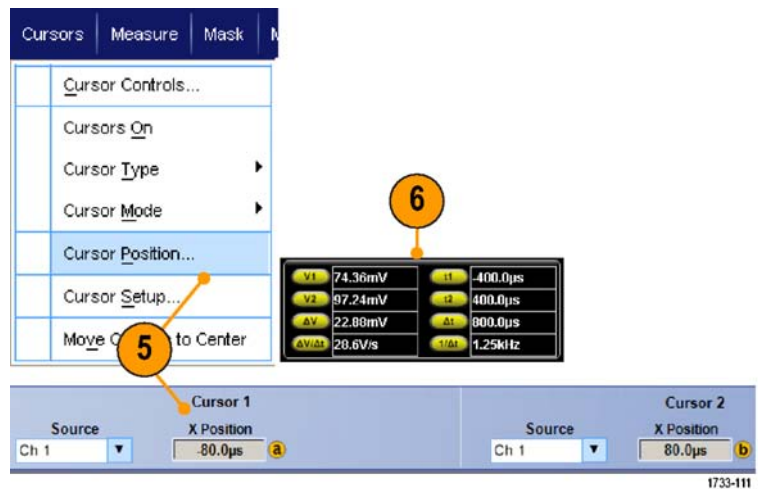 Cursors Measure Mask
Cursor Controls...
Cursors On
Cursor Type
Cursor Mode
Cursor Position...
Cursor Setup...
to Center
6
V1 74.36mV t1 -400.0µs
V2 97.24mV t2 400.0µs
ΔV 22.88mV Δt 800.0µs
ΔV/Δt 28.6V/s 1/Δt 1.25kHz
5
Cursor 1 Cursor 2
Source X Position Source X Position
Ch 1 -80.0µs a Ch 1 80.0µs b
1733-111